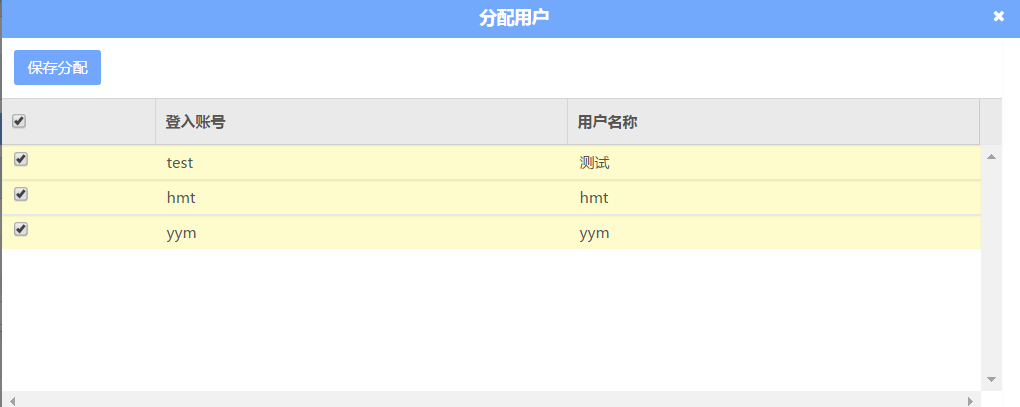 分配用户
保存分配
登入账号 用户名称
test 测试
hmt hmt
yym yym